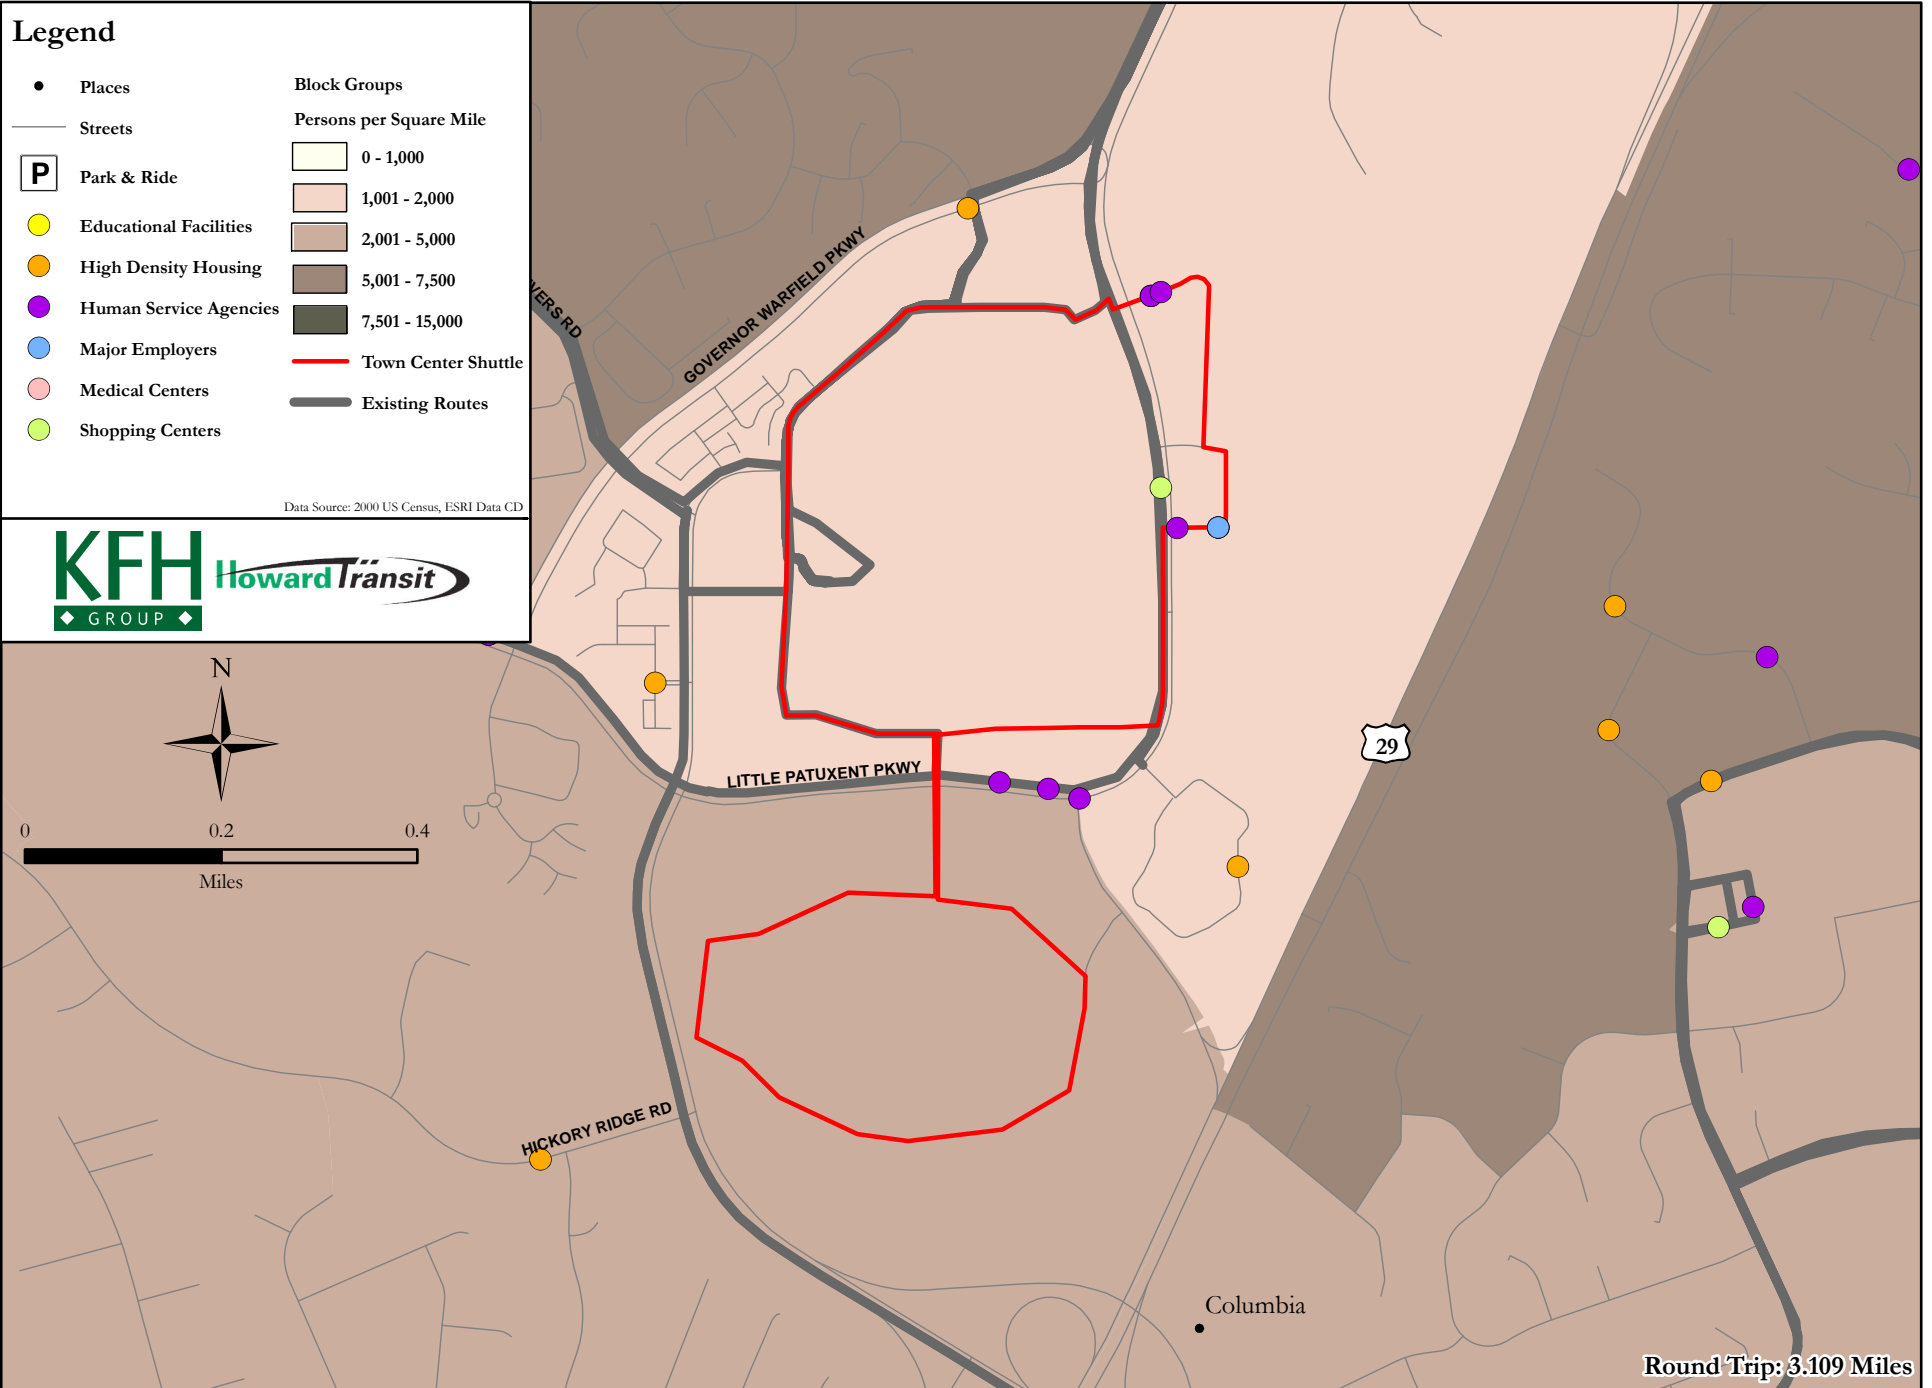 Legend
Places
Streets
P
Park & Ride
Educational Facilities
High Density Housing
Human Service Agencies
Major Employers
Medical Centers
Shopping Centers
Block Groups
Persons per Square Mile
0 - 1,000
1,001 - 2,000
2,001 - 5,000
5,001 - 7,500
7,501 - 15,000
Town Center Shuttle
Existing Routes
Data Source: 2000 US Census, ESRI Data CD
KFH
GROUP
Howard Transit
N
0 0.2 0.4
Miles
VERS RD
GOVERNOR WARFIELD PKWY
LITTLE PATUXENT PKWY
29
HICKORY RIDGE RD
Columbia
Round Trip: 3.109 Miles